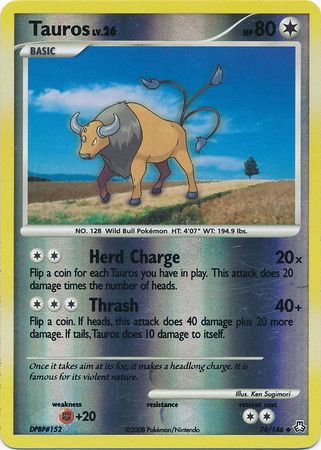 Tauros LV.26 HP 80
BASIC
NO. 128 Wild Bull Pokémon HT: 4'07" WT: 194.9 lbs.
Herd Charge 20×
Flip a coin for each Tauros you have in play. This attack does 20
damage times the number of heads.
Thrash 40+
Flip a coin. If heads, this attack does 40 damage plus 20 more
damage. If tails, Tauros does 10 damage to itself.
Once it takes aim at its foe, it makes a headlong charge. It is
famous for its violent nature.
Illus. Ken Sugimori
weakness resistance retreat cost
+20
DPBP#152 ©2008 Pokémon/Nintendo 74/146